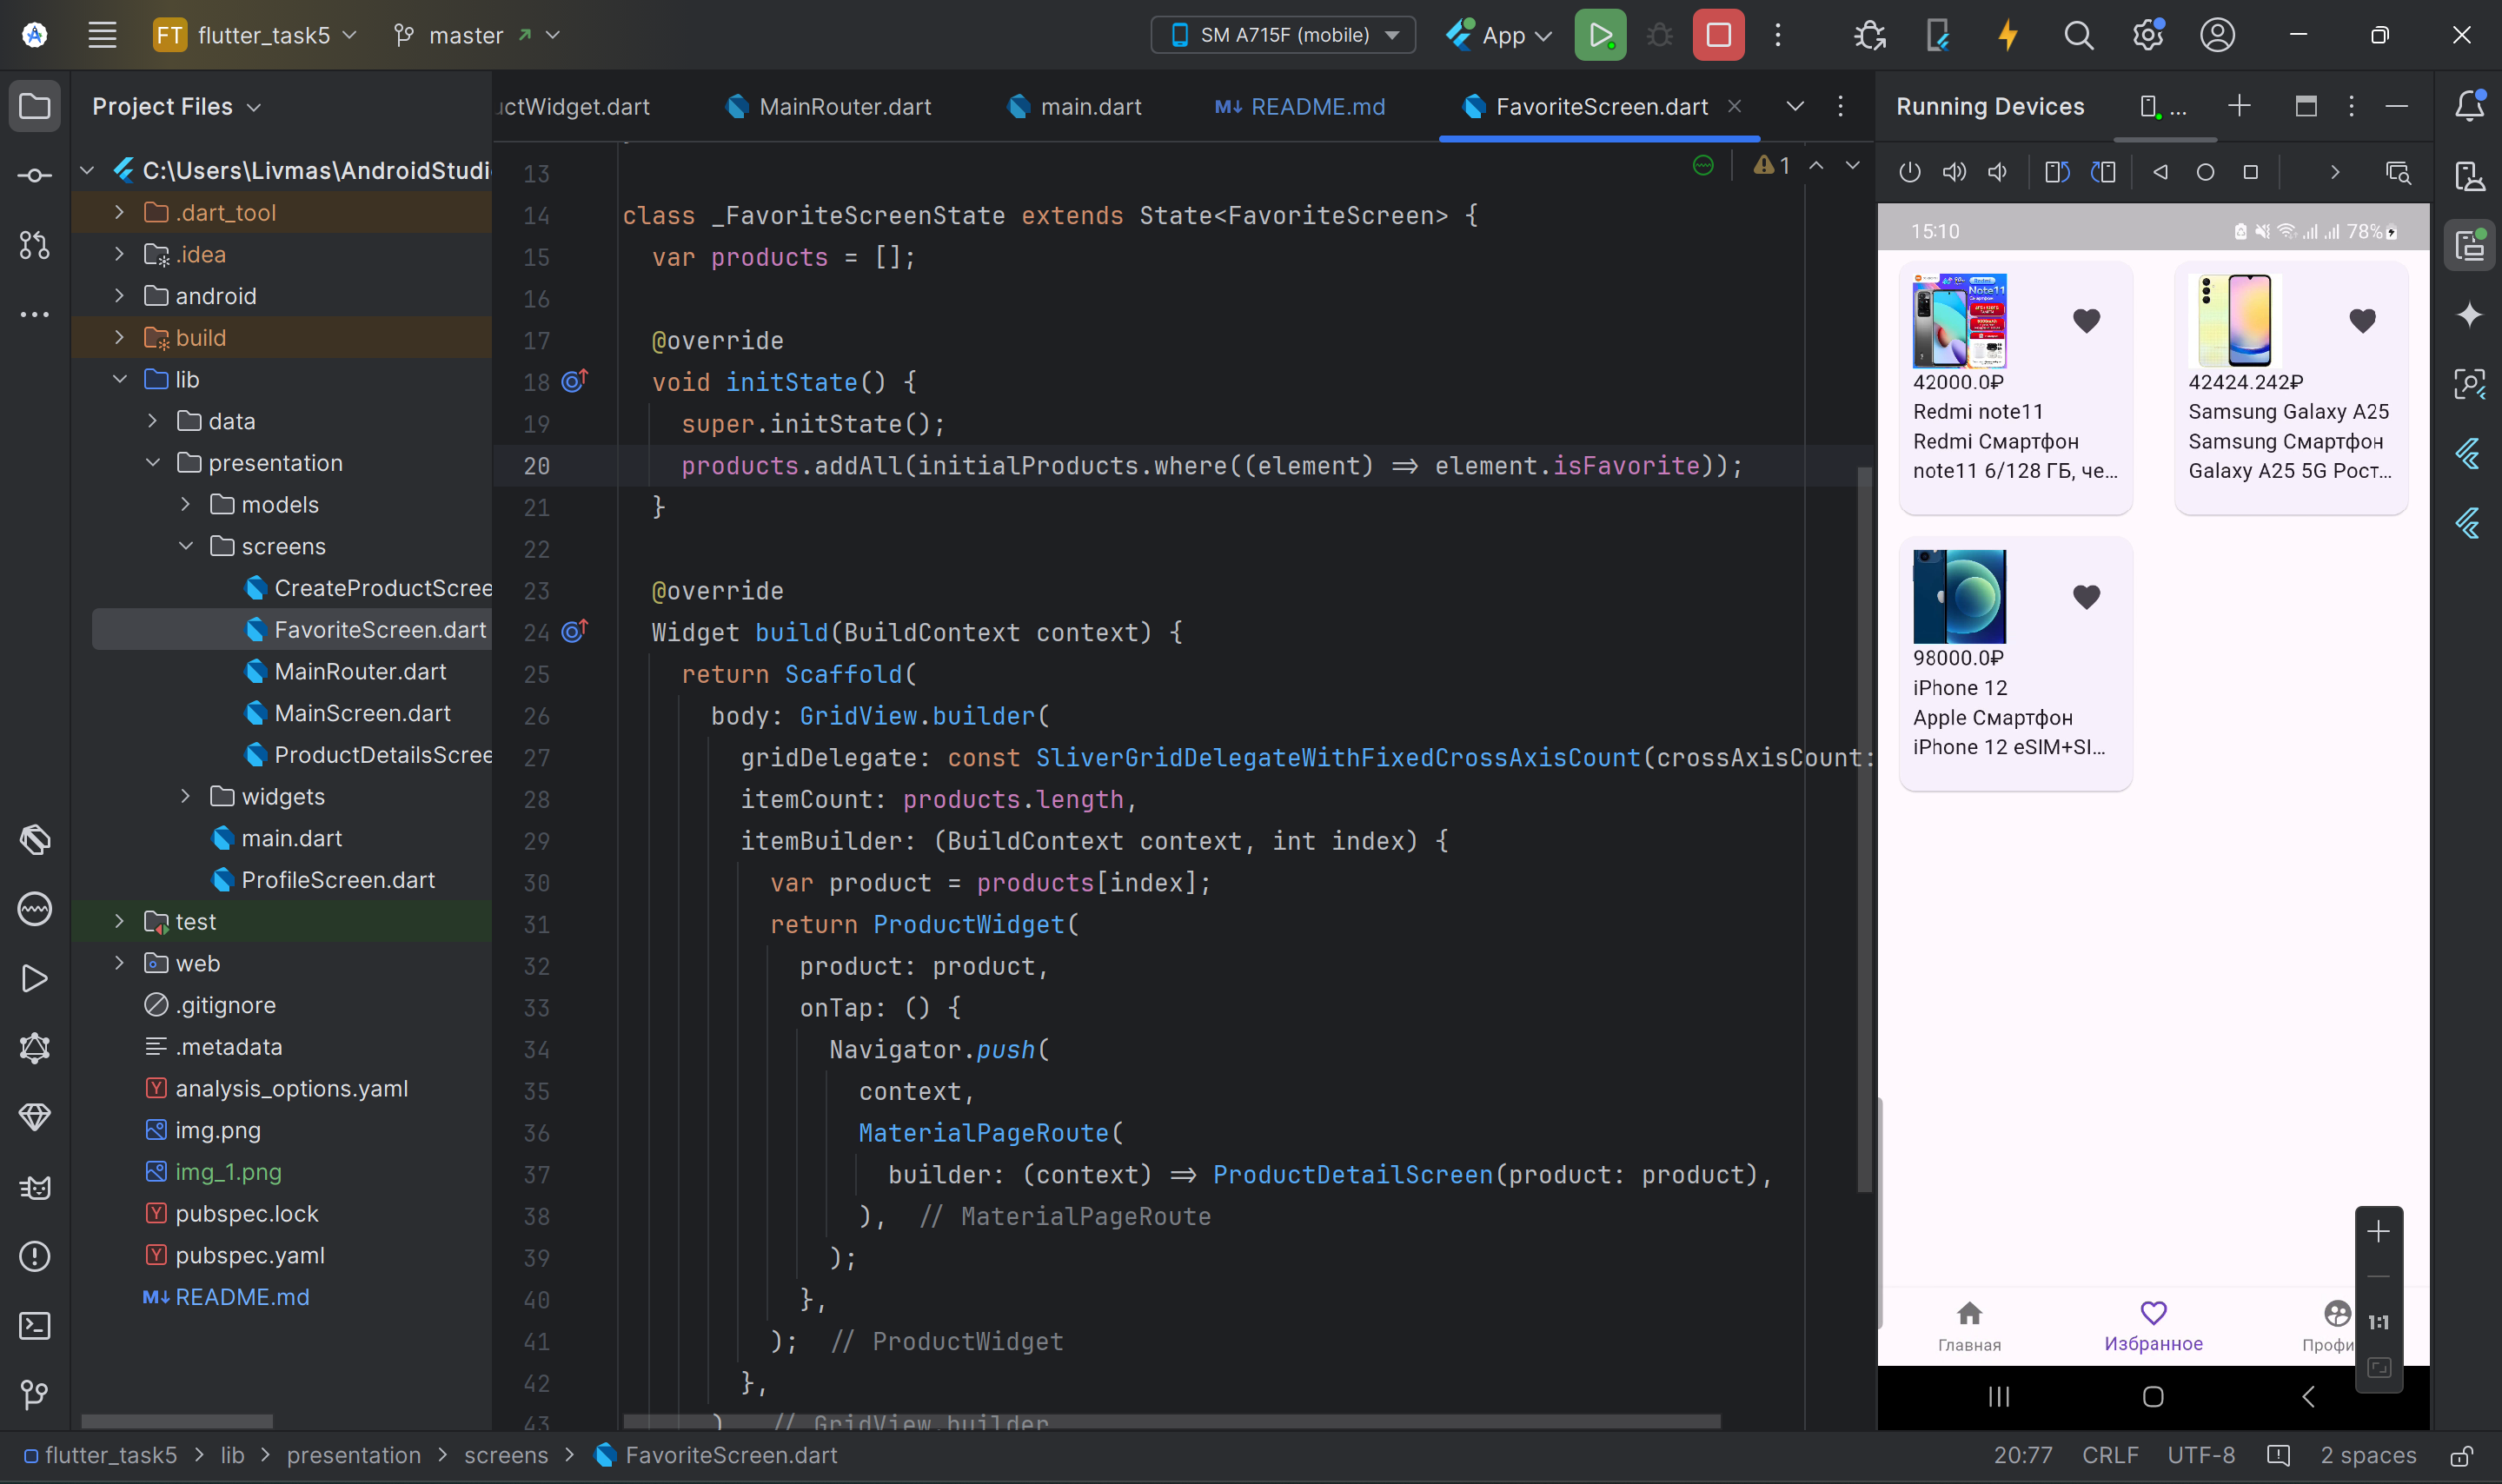 FT flutter_task5 master SM A715F (mobile) App
Project Files
C:\Users\Livmas\AndroidStudi
.dart_tool
.idea
android
build
lib
data
presentation
models
screens
CreateProductScree
FavoriteScreen.dart
MainRouter.dart
MainScreen.dart
ProductDetailsScree
widgets
main.dart
ProfileScreen.dart
test
web
.gitignore
.metadata
analysis_options.yaml
img.png
img_1.png
pubspec.lock
pubspec.yaml
README.md
uctWidget.dart MainRouter.dart main.dart README.md FavoriteScreen.dart
1
13
14 class _FavoriteScreenState extends State<FavoriteScreen> {
15 var products = [];
16
17 @override
18 void initState() {
19 super.initState();
20 products.addAll(initialProducts.where((element) => element.isFavorite));
21 }
22
23 @override
24 Widget build(BuildContext context) {
25 return Scaffold(
26 body: GridView.builder(
27 gridDelegate: const SliverGridDelegateWithFixedCrossAxisCount(crossAxisCount:
28 itemCount: products.length,
29 itemBuilder: (BuildContext context, int index) {
30 var product = products[index];
31 return ProductWidget(
32 product: product,
33 onTap: () {
34 Navigator.push(
35 context,
36 MaterialPageRoute(
37 builder: (context) => ProductDetailScreen(product: product),
38 ), // MaterialPageRoute
39 );
40 },
41 ); // ProductWidget
42 },
43 ) // GridView.builder
Running Devices ...
15:10 78%
Redmi
Note11
42000.0₽
Redmi note11
Redmi Смартфон
note11 6/128 ГБ, че...
42424.242₽
Samsung Galaxy A25
Samsung Смартфон
Galaxy A25 5G Рост...
98000.0₽
iPhone 12
Apple Смартфон
iPhone 12 eSIM+SI...
Главная Избранное Профи
1:1
flutter_task5 > lib > presentation > screens > FavoriteScreen.dart
20:77 CRLF UTF-8 2 spaces